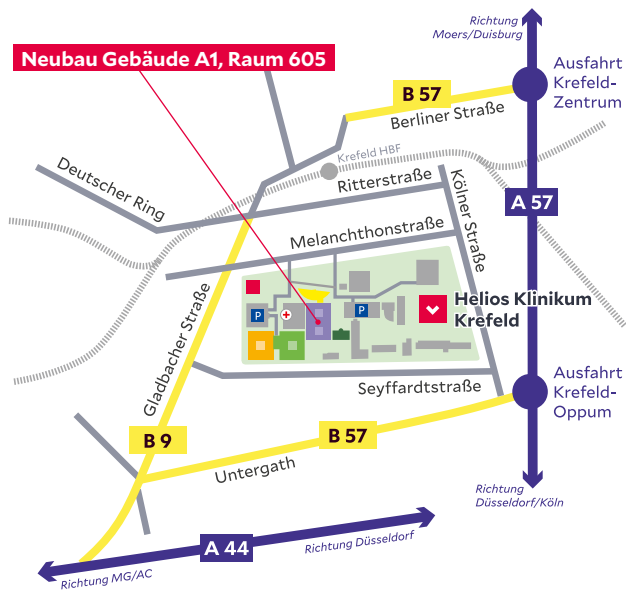 Richtung
Moers/Duisburg
Neubau Gebäude A1, Raum 605
Ausfahrt
Krefeld-
Zentrum
B 57
Berliner Straße
Krefeld HBF
Deutscher Ring
Ritterstraße
Kölner Straße
A 57
Melanchthonstraße
Gladbacher Straße
P
P
Helios Klinikum
Krefeld
Seyffardtstraße
Ausfahrt
Krefeld-
Oppum
B 9
B 57
Untergath
Richtung
Düsseldorf/Köln
A 44
Richtung Düsseldorf
Richtung MG/AC